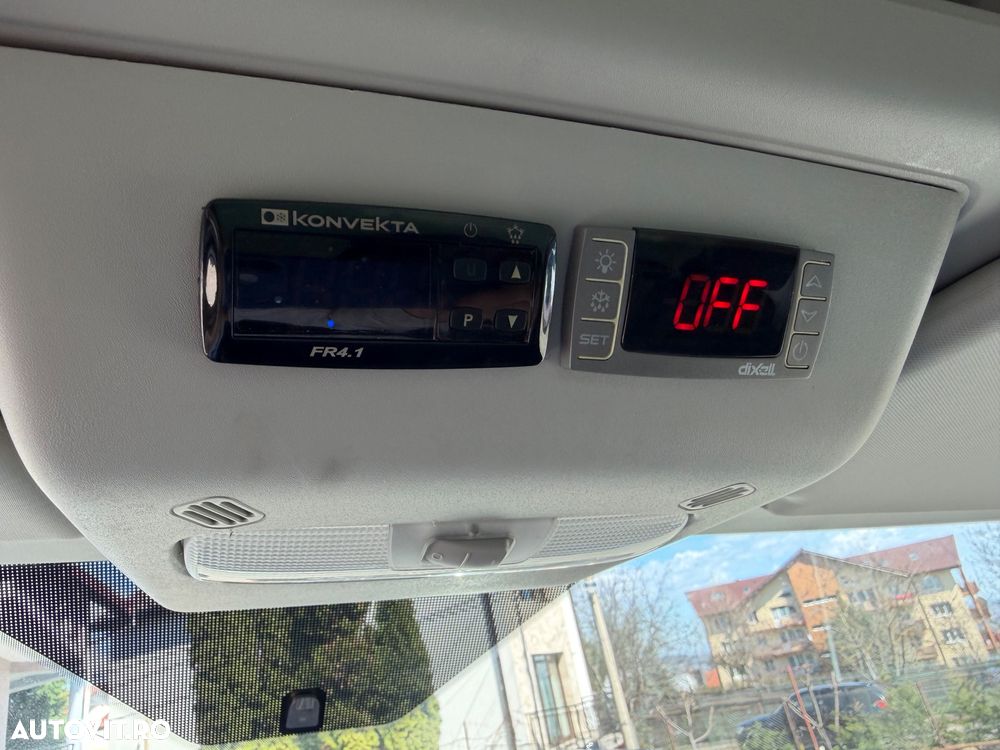 KONVEKTA
U
P
FR4.1
SET
OFF
dixell
AUTOVIT.RO